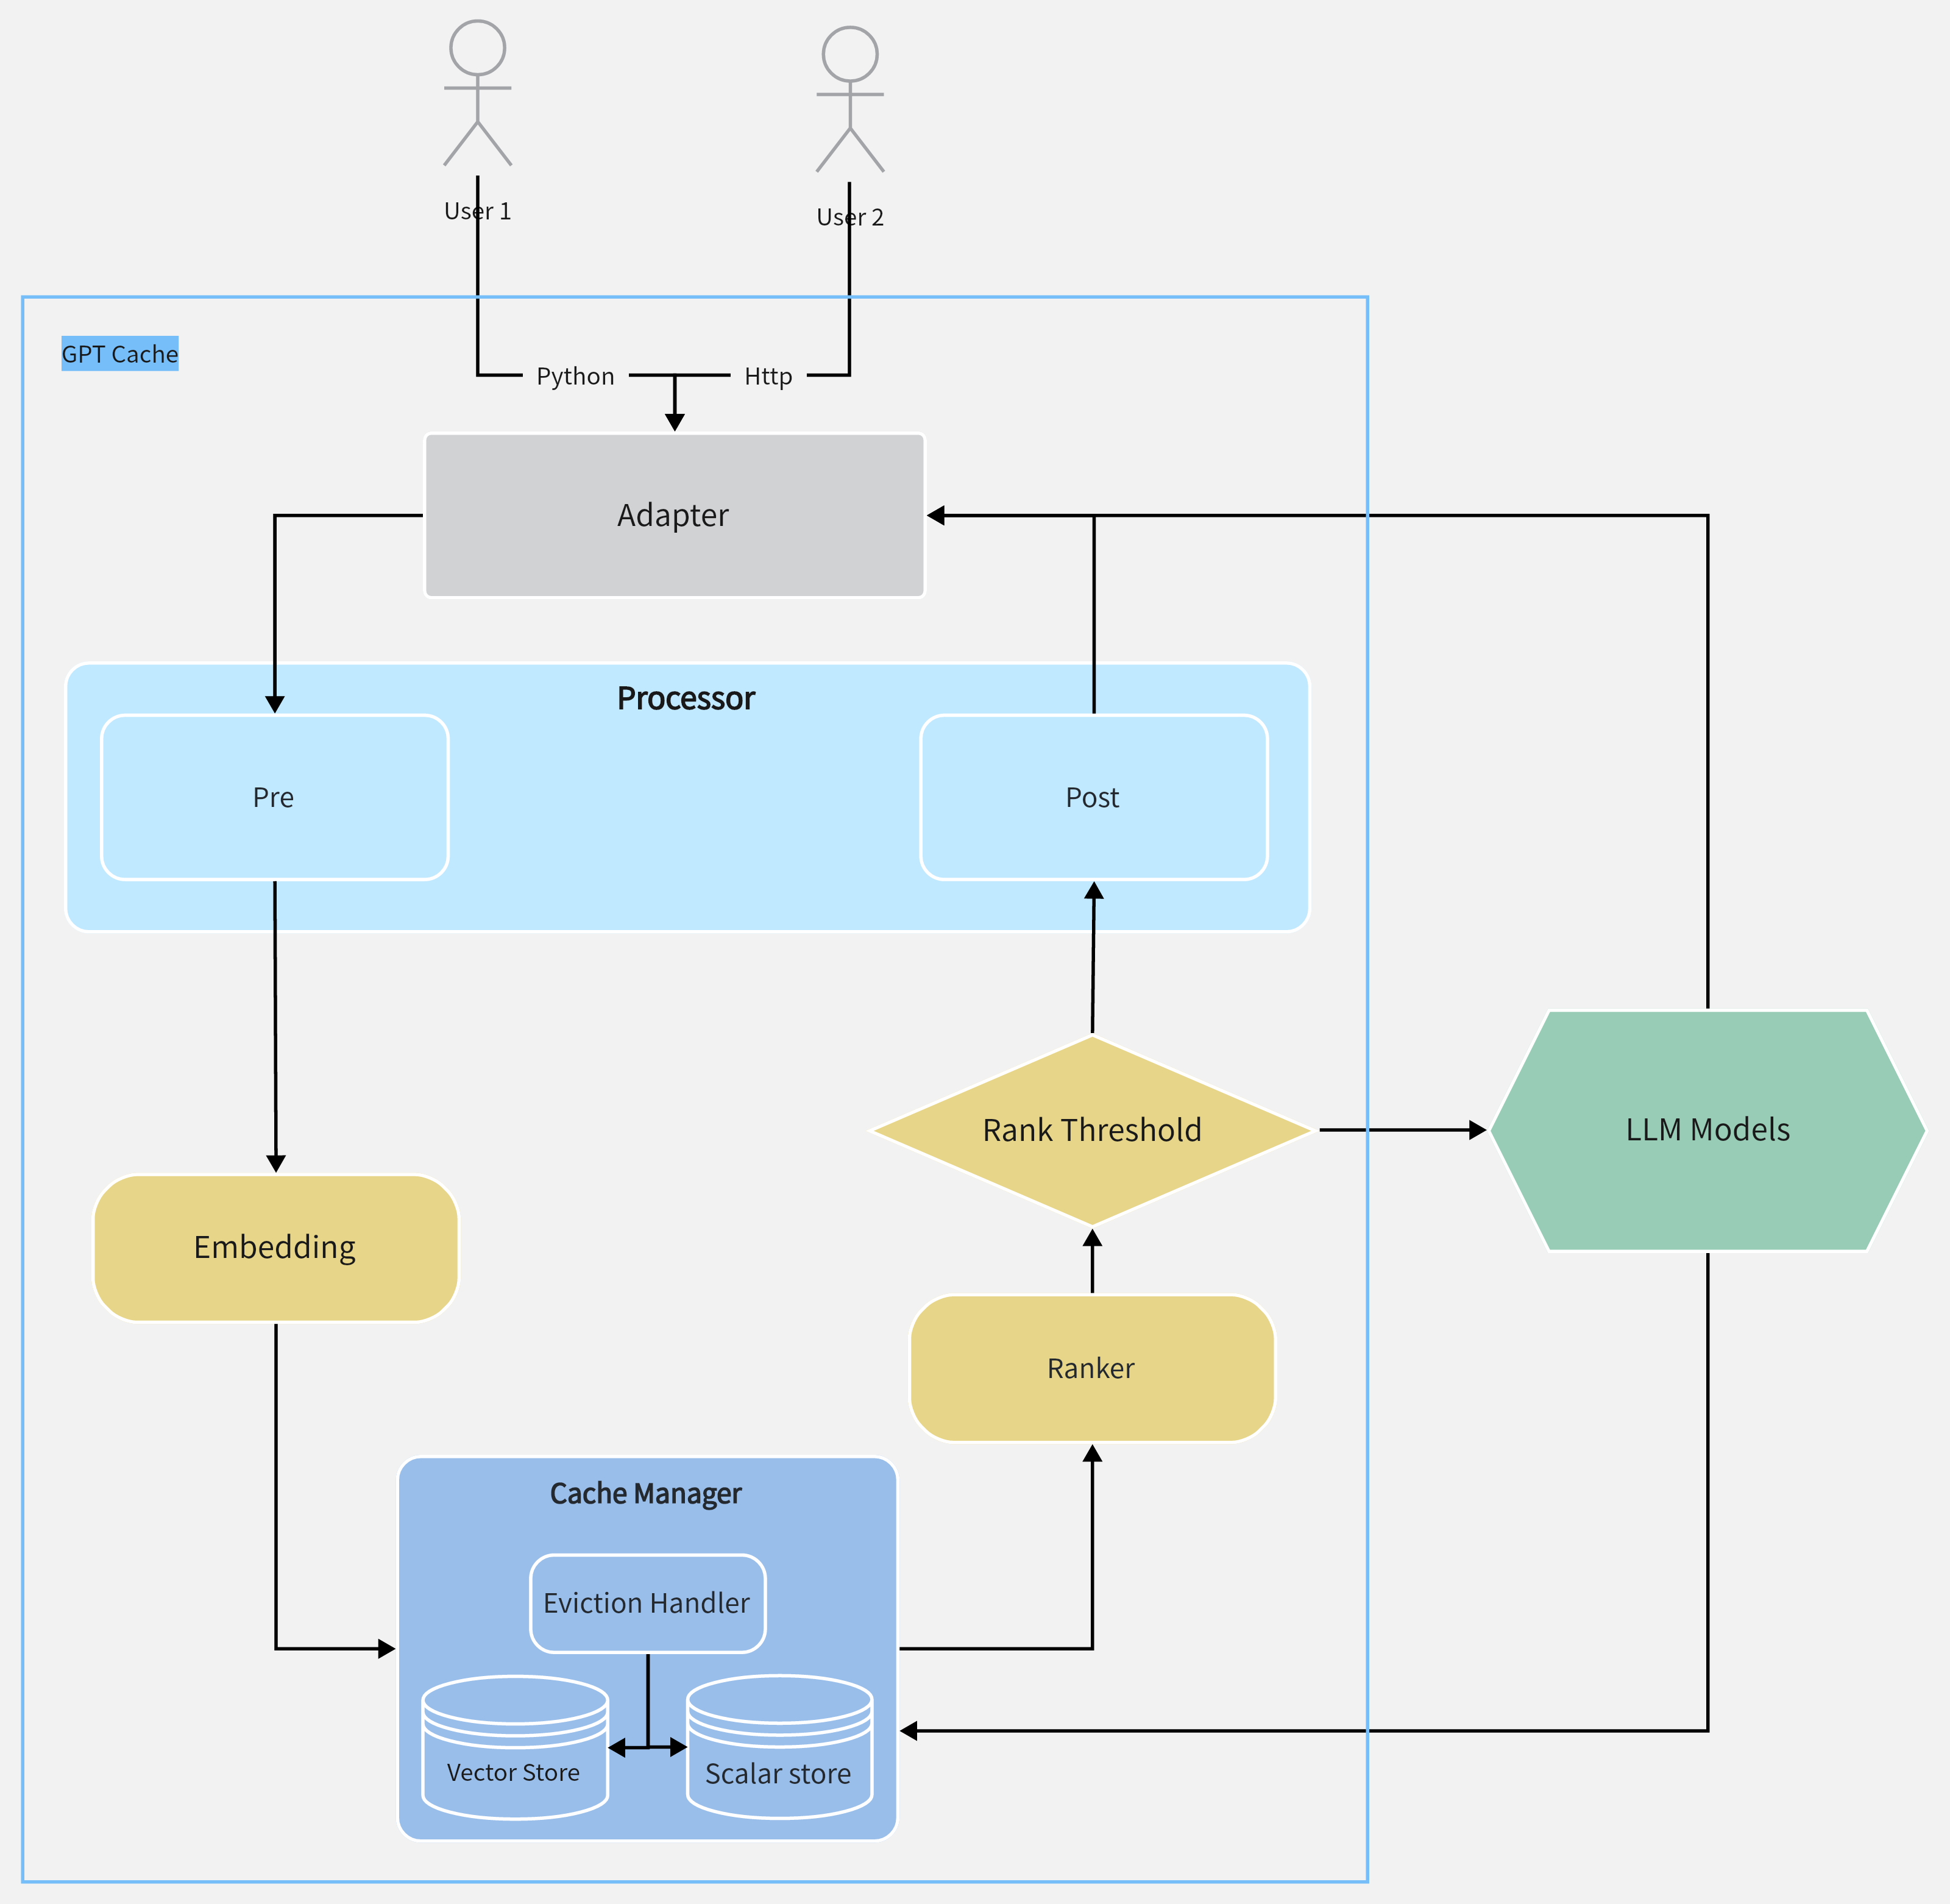 User 1
User 2
GPT Cache
Python
Http
Adapter
Processor
Pre
Post
Rank Threshold
LLM Models
Embedding
Ranker
Cache Manager
Eviction Handler
Vector Store
Scalar store